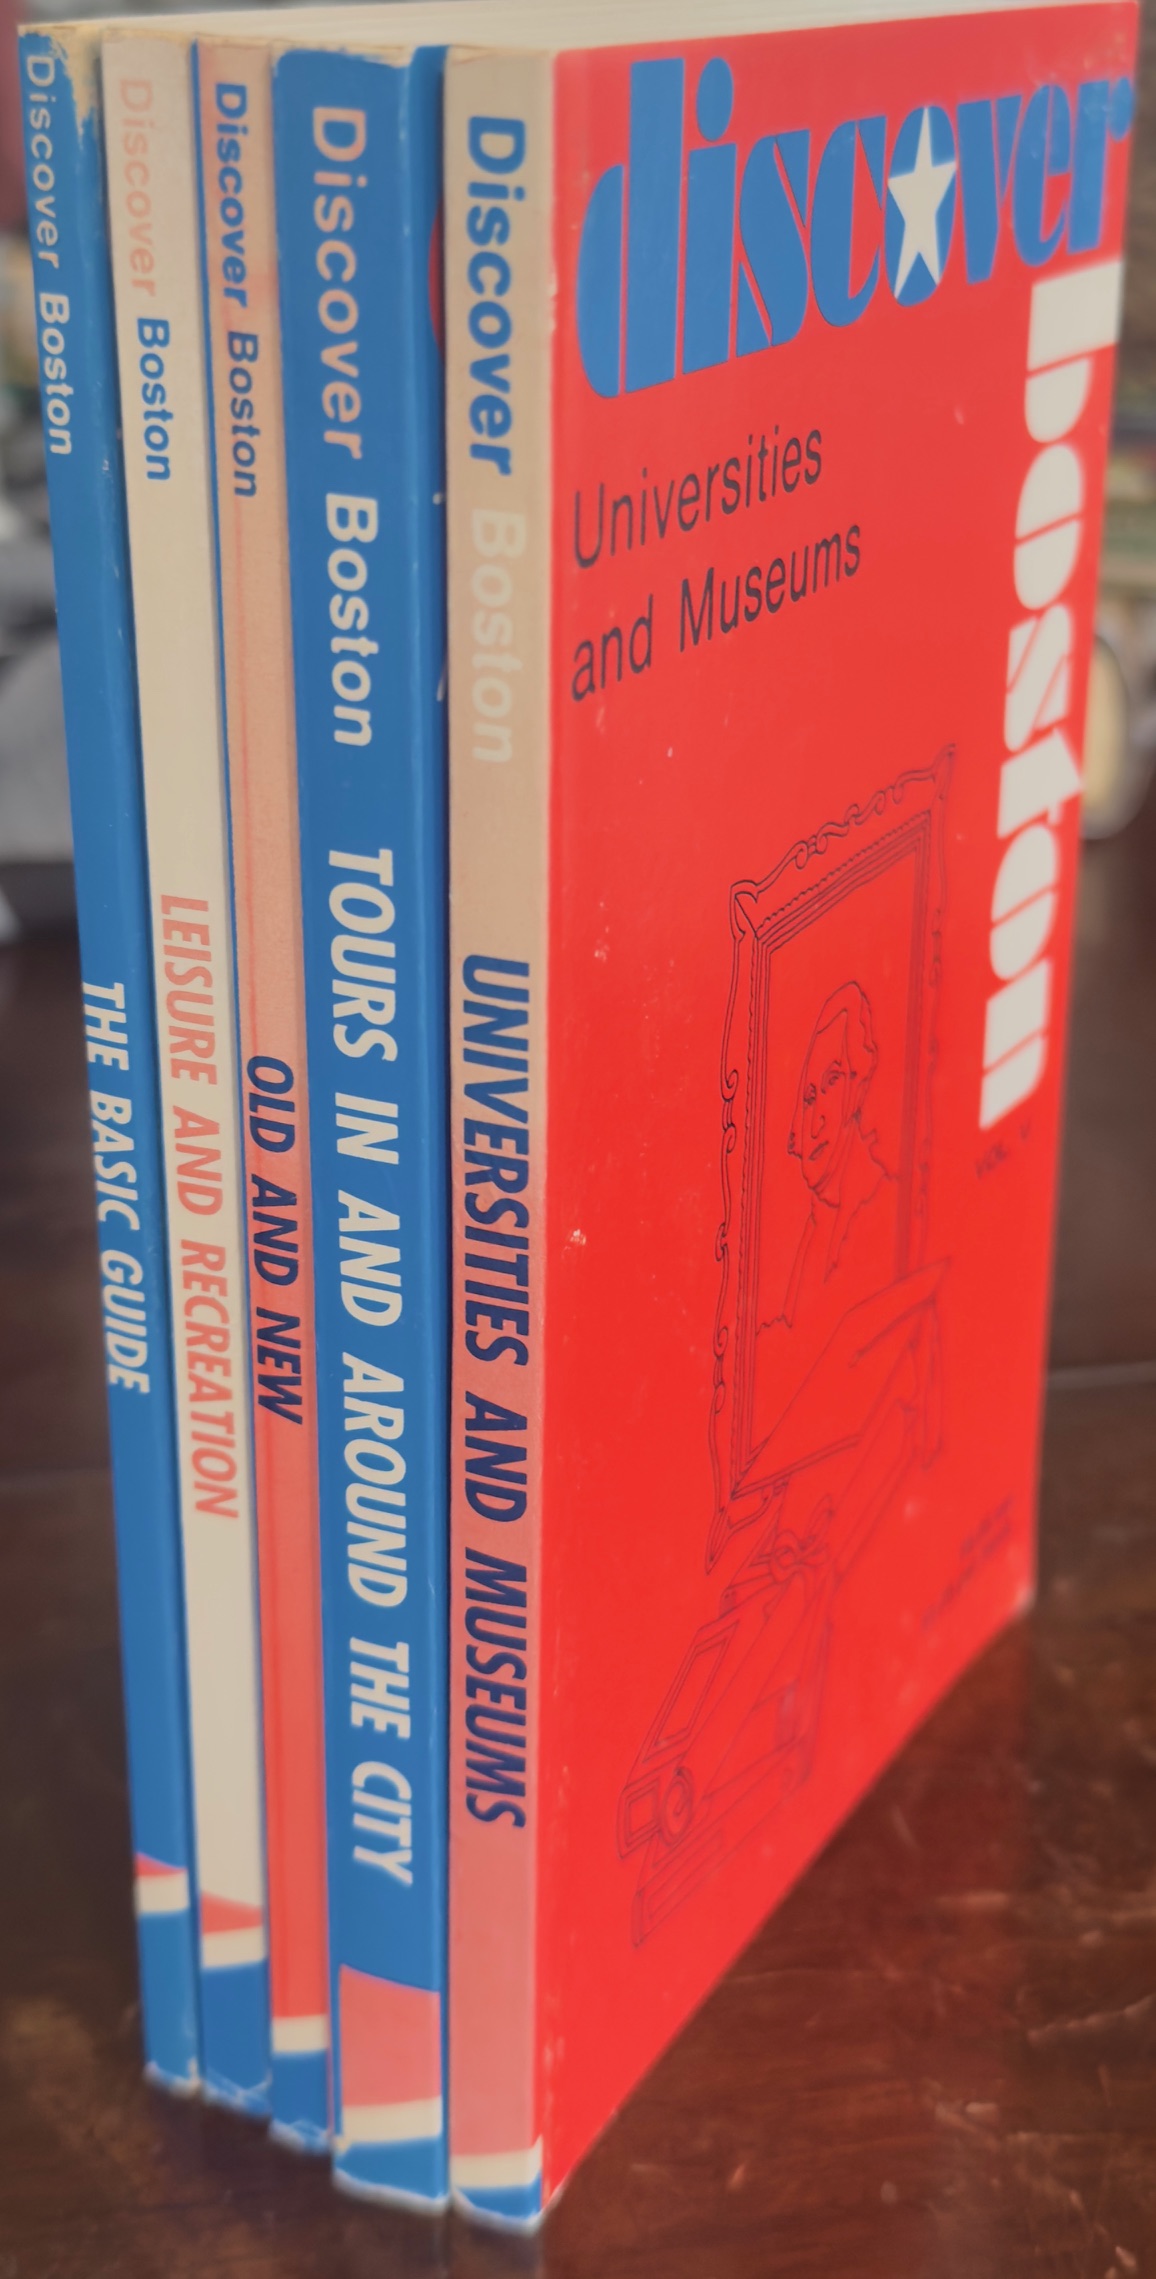 Discover Boston THE BASIC GUIDE
Discover Boston LEISURE AND RECREATION
Discover Boston OLD AND NEW
Discover Boston TOURS IN AND AROUND THE CITY
Discover Boston UNIVERSITIES AND MUSEUMS
discover
boston
Universities
and Museums
VOL. V